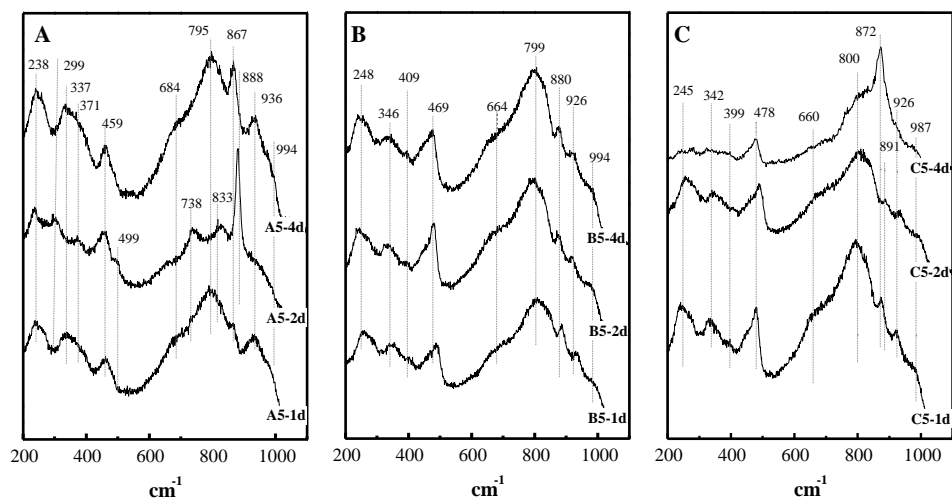 A
238
299
337
371
459
684
795
867
888
936
994
A5-4d
499
738
833
A5-2d
A5-1d
200 400 600 800 1000
cm-1
B
248
346
409
469
664
799
880
926
994
B5-4d
B5-2d
B5-1d
200 400 600 800 1000
cm-1
C
245
342
399
478
660
800
872
891
926
987
C5-4d
C5-2d
C5-1d
200 400 600 800 1000
cm-1